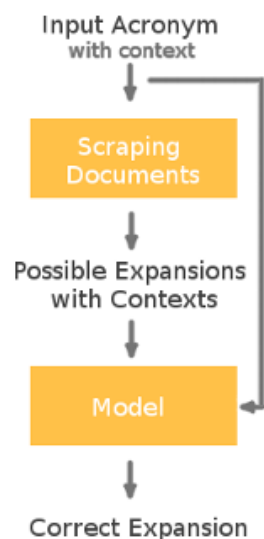 Input Acronym
with context
Scraping
Documents
Possible Expansions
with Contexts
Model
Correct Expansion